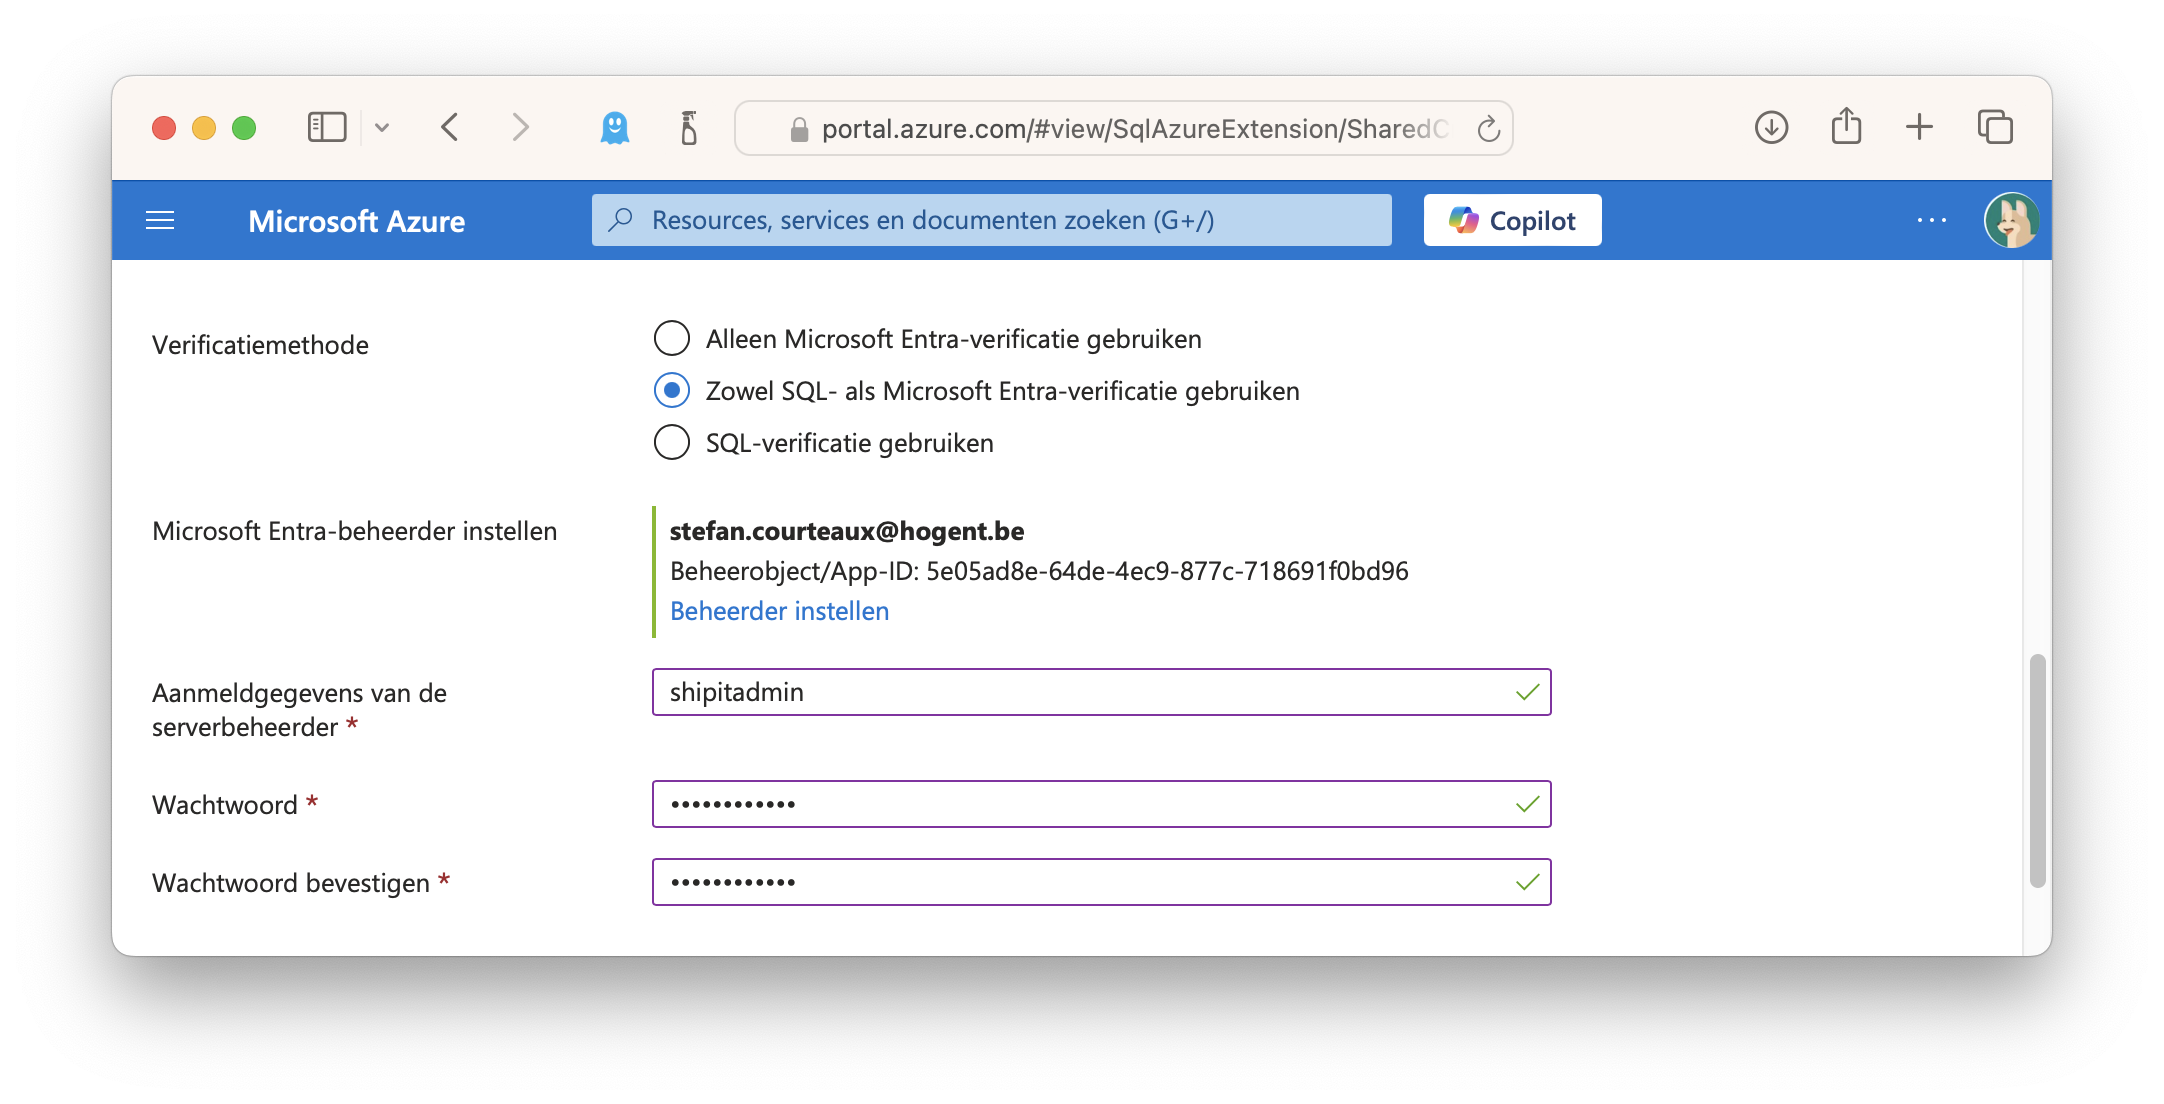 portal.azure.com/#view/SqlAzureExtension/SharedC
Microsoft Azure
Resources, services en documenten zoeken (G+/)
Copilot
Verificatiemethode
Alleen Microsoft Entra-verificatie gebruiken
Zowel SQL- als Microsoft Entra-verificatie gebruiken
SQL-verificatie gebruiken
Microsoft Entra-beheerder instellen
stefan.courteaux@hogent.be
Beheerobject/App-ID: 5e05ad8e-64de-4ec9-877c-718691f0bd96
Beheerder instellen
Aanmeldgegevens van de
serverbeheerder *
shipitadmin
Wachtwoord *
••••••••••••
Wachtwoord bevestigen *
••••••••••••